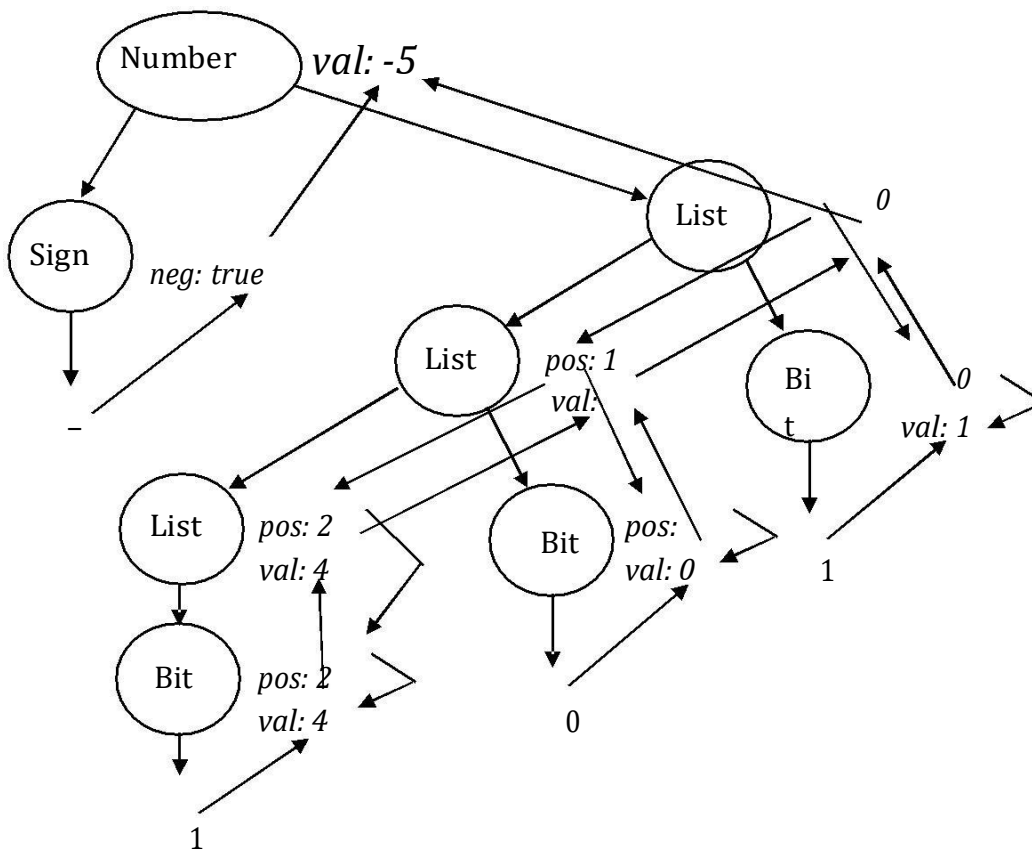 Number
val: -5
List
0
Sign
neg: true
–
List
pos: 1
val:
Bi
t
0
val: 1
List
pos: 2
val: 4
Bit
pos:
val: 0
1
Bit
pos: 2
val: 4
0
1